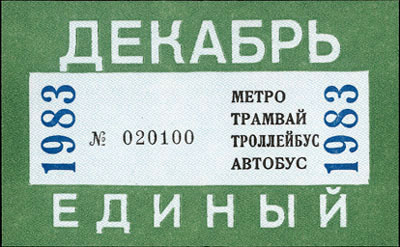 ДЕКАБРЬ
1983
№ 020100
МЕТРО
ТРАМВАЙ
ТРОЛЛЕЙБУС
АВТОБУС
1983
ЕДИНЫЙ